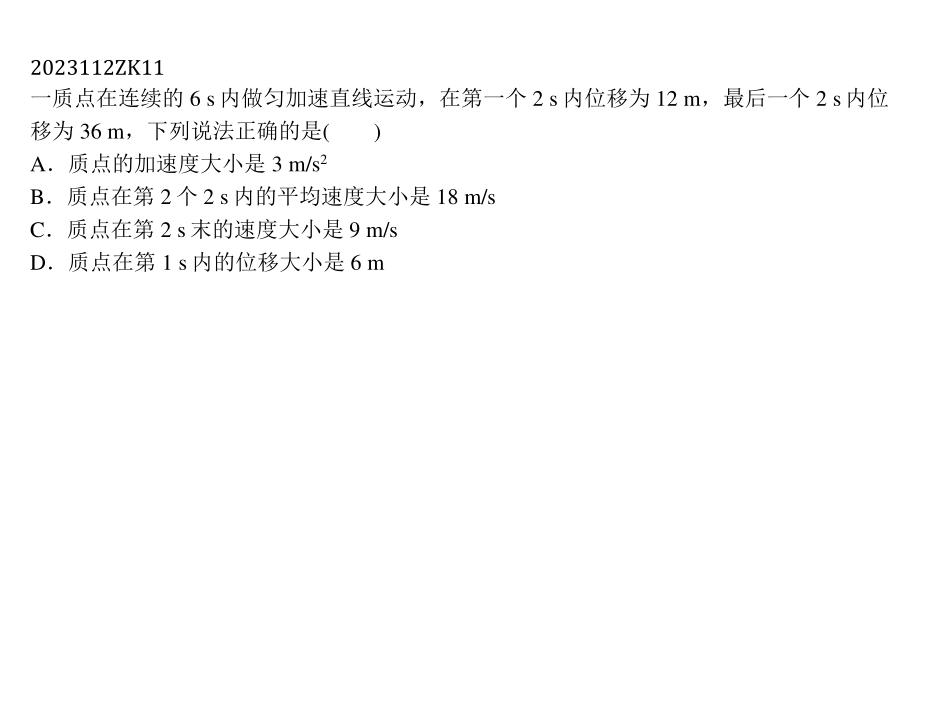 2023112ZK11
一质点在连续的 6 s 内做匀加速直线运动，在第一个 2 s 内位移为 12 m，最后一个 2 s 内位
移为 36 m，下列说法正确的是(　　)
A．质点的加速度大小是 3 m/s²
B．质点在第 2 个 2 s 内的平均速度大小是 18 m/s
C．质点在第 2 s 末的速度大小是 9 m/s
D．质点在第 1 s 内的位移大小是 6 m